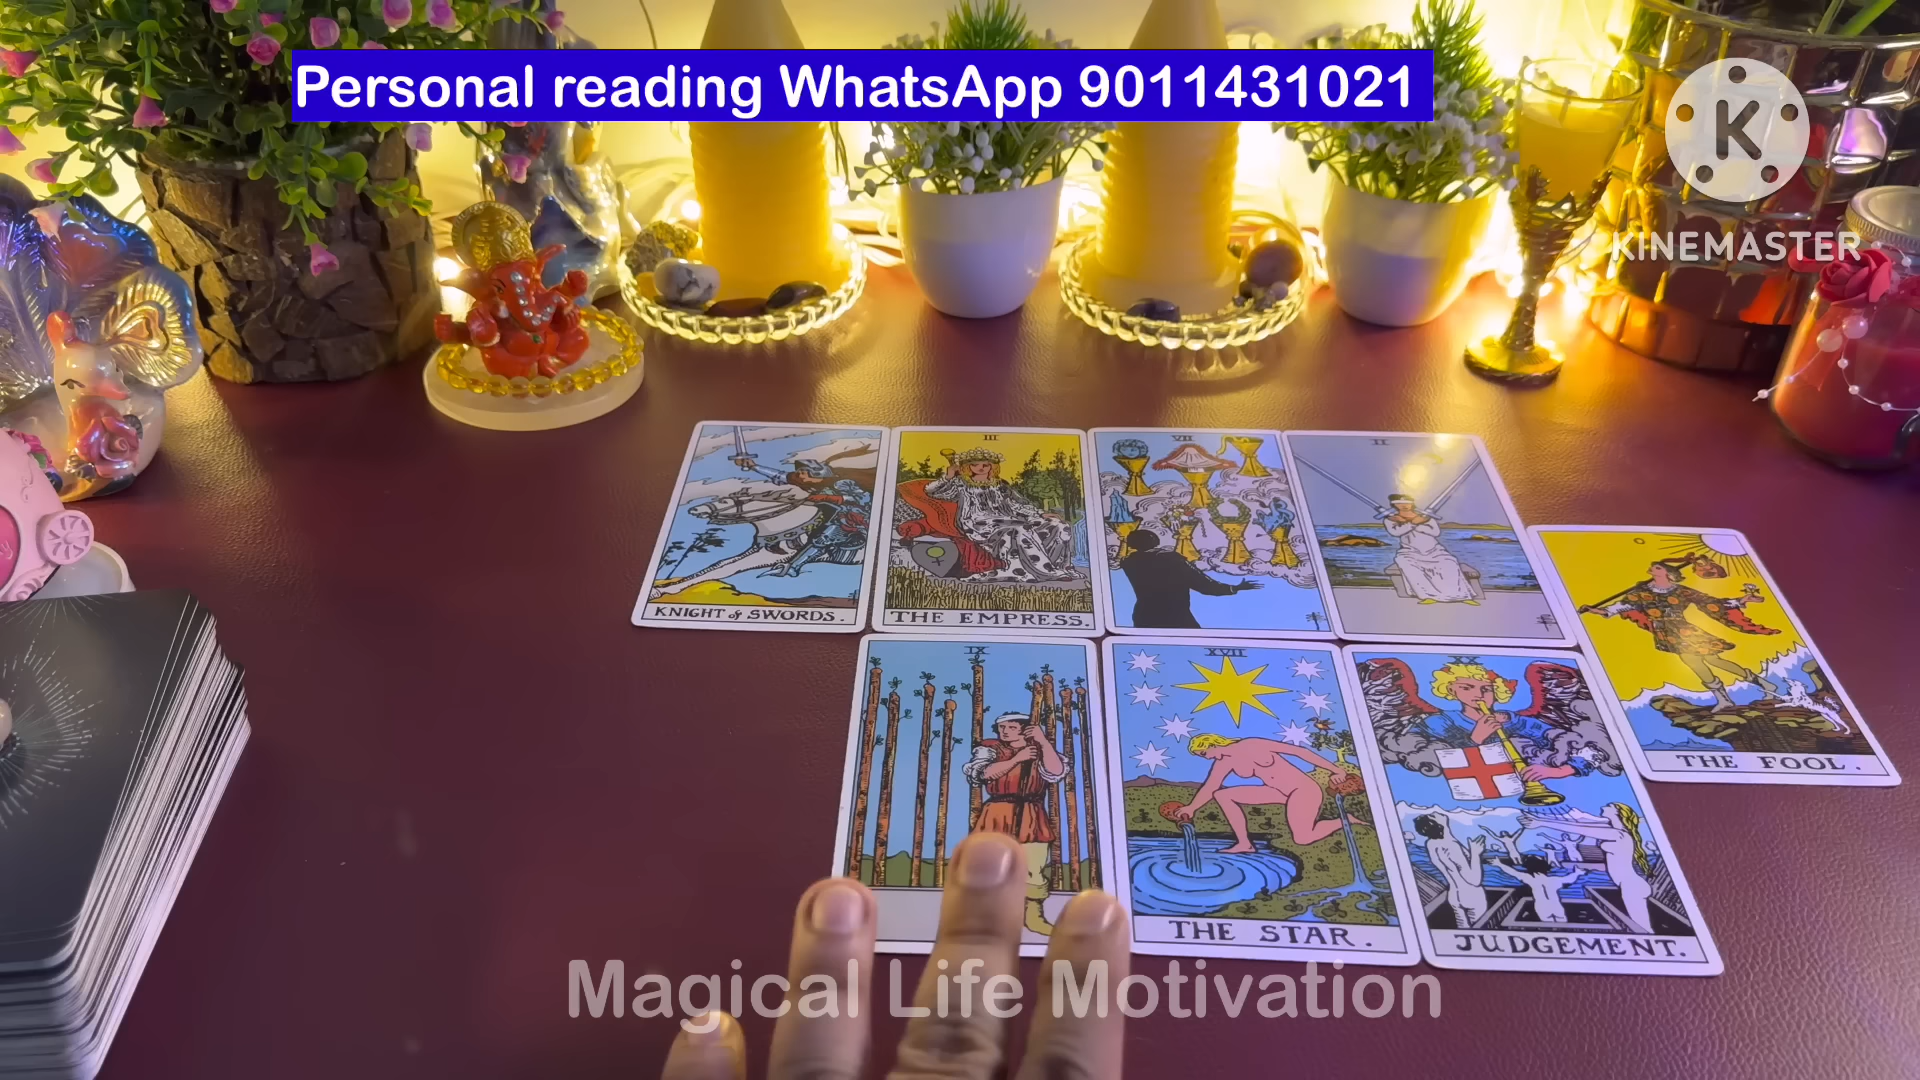 Personal reading WhatsApp 9011431021
K
KINEMASTER
III
VII
II
KNIGHT of SWORDS.
THE EMPRESS.
IX
XVII
XX
THE FOOL.
THE STAR.
JUDGEMENT.
Magical Life Motivation